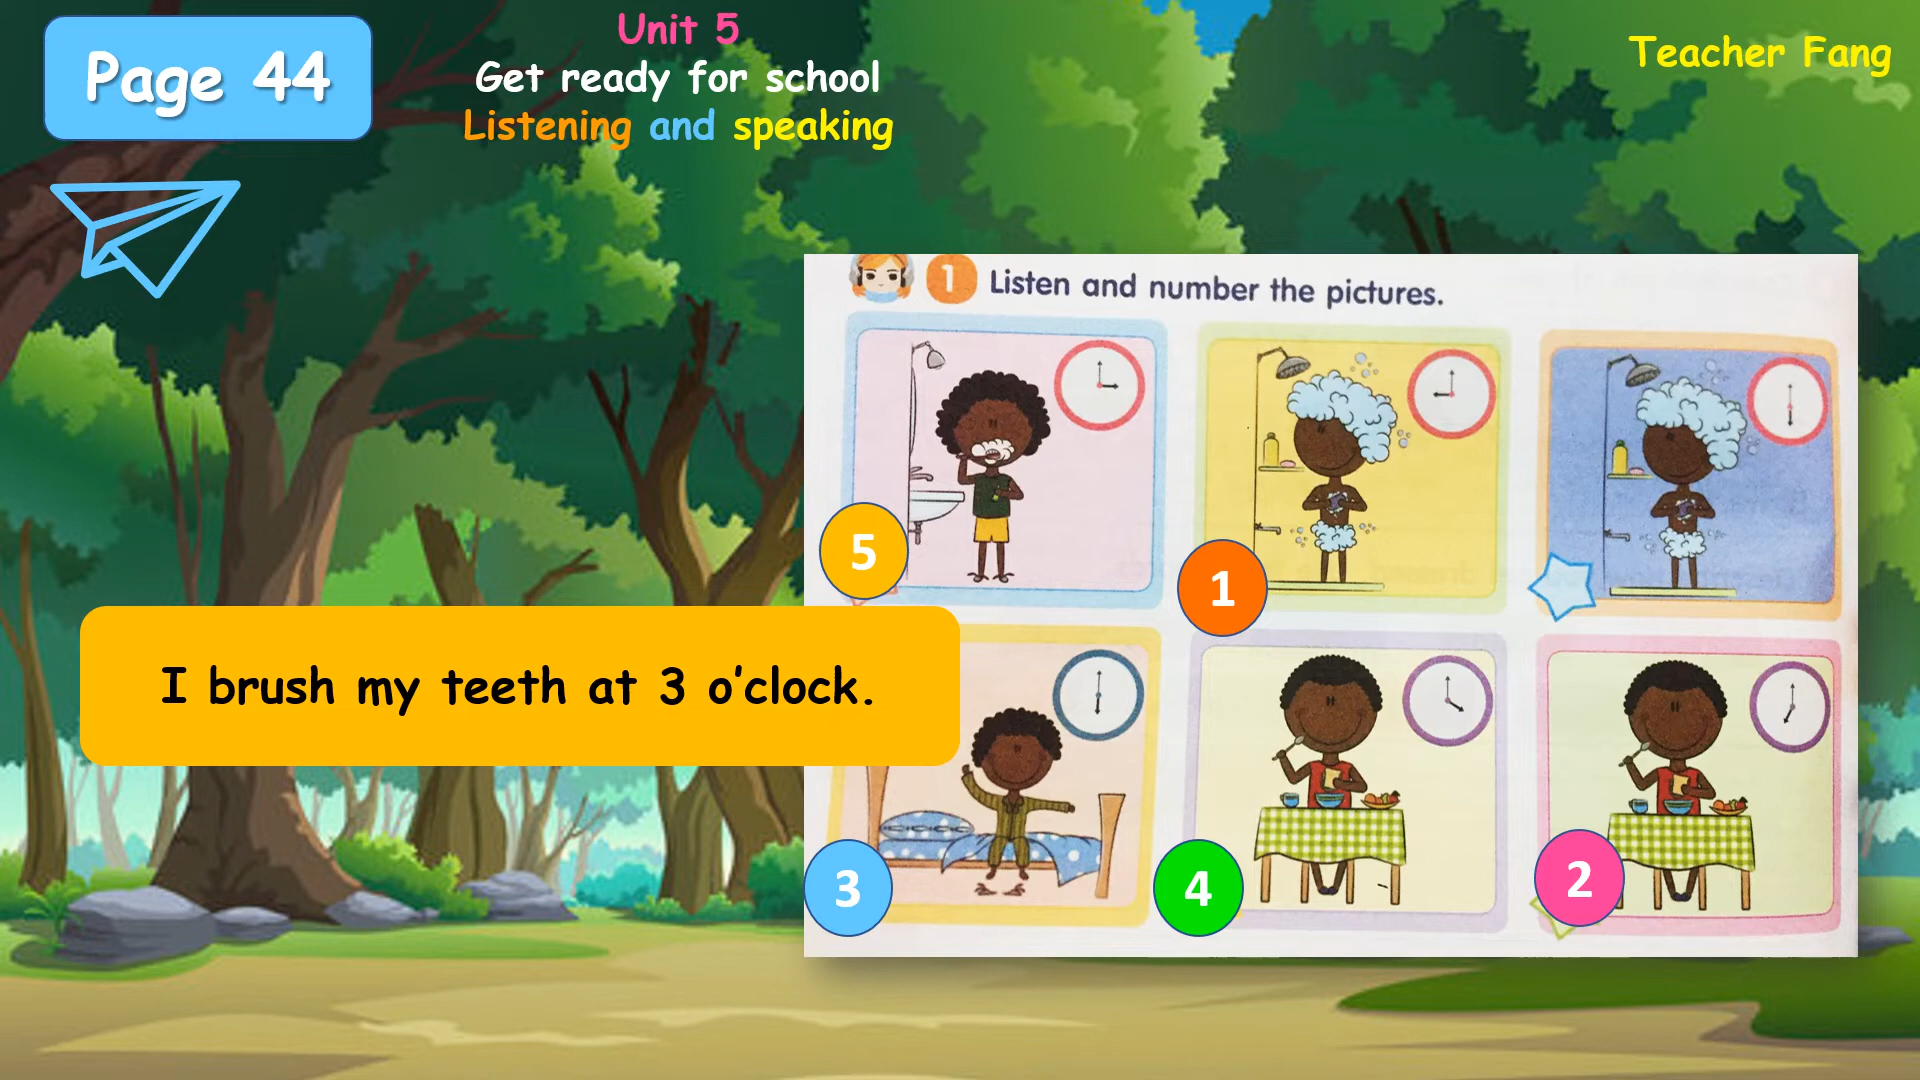 Page 44
Unit 5
Get ready for school
Listening and speaking
Teacher Fang
1 Listen and number the pictures.
5
1
I brush my teeth at 3 o'clock.
3
4
2